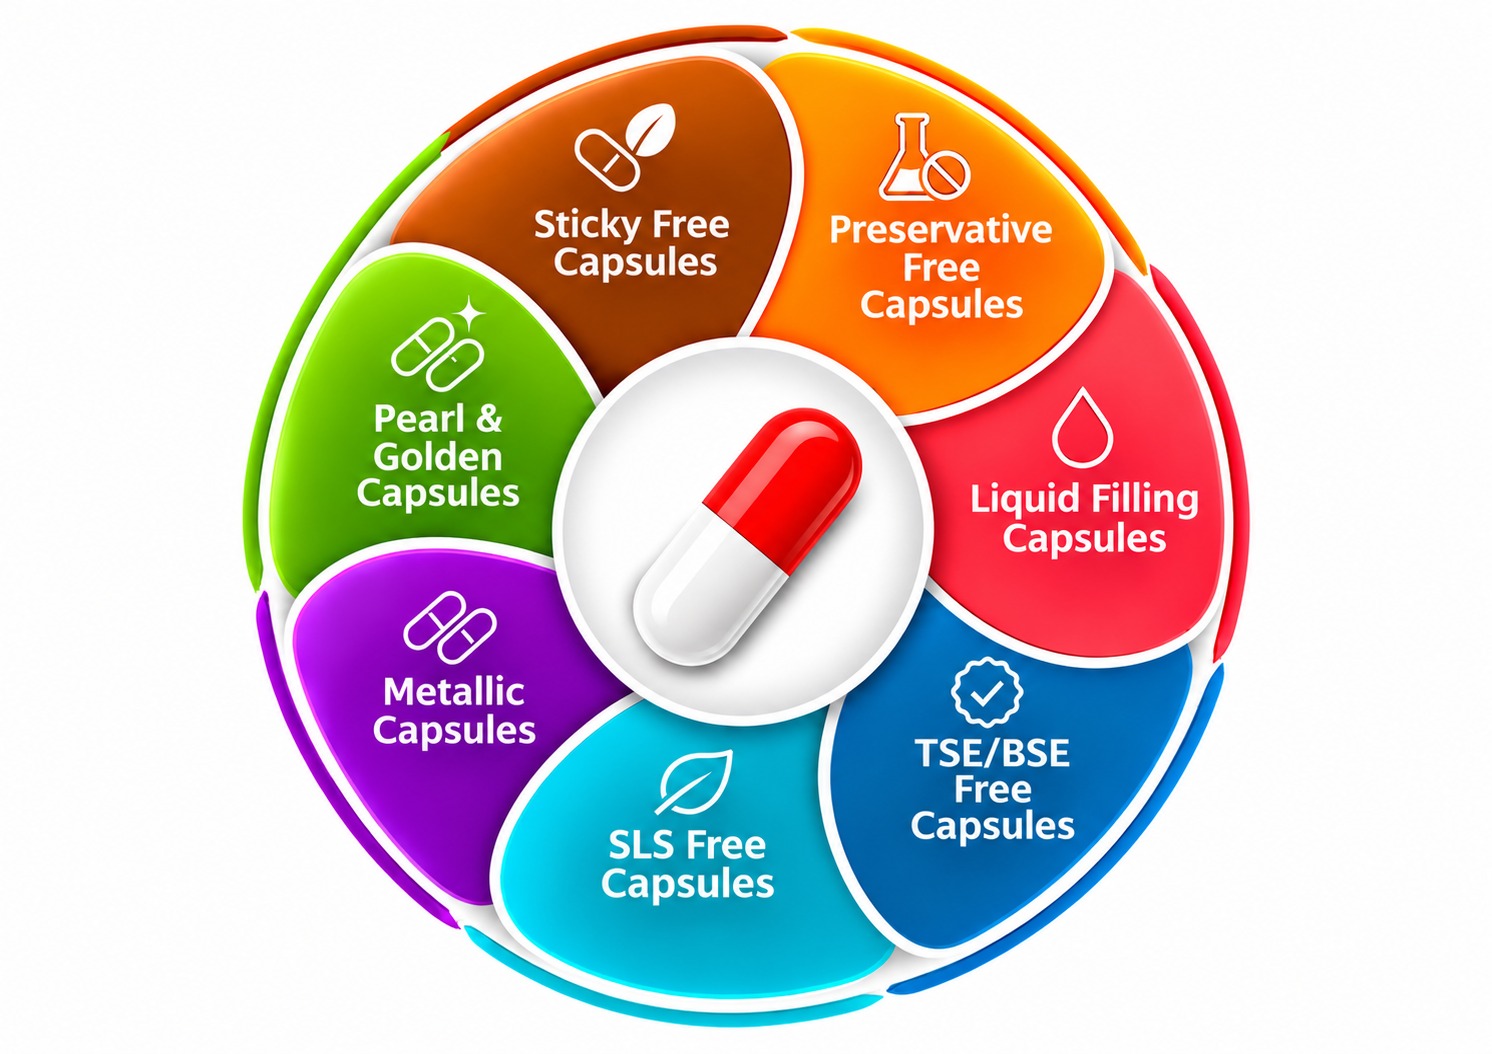 Sticky Free
Capsules
Preservative
Free
Capsules
Liquid Filling
Capsules
TSE/BSE
Free
Capsules
SLS Free
Capsules
Metallic
Capsules
Pearl &
Golden
Capsules